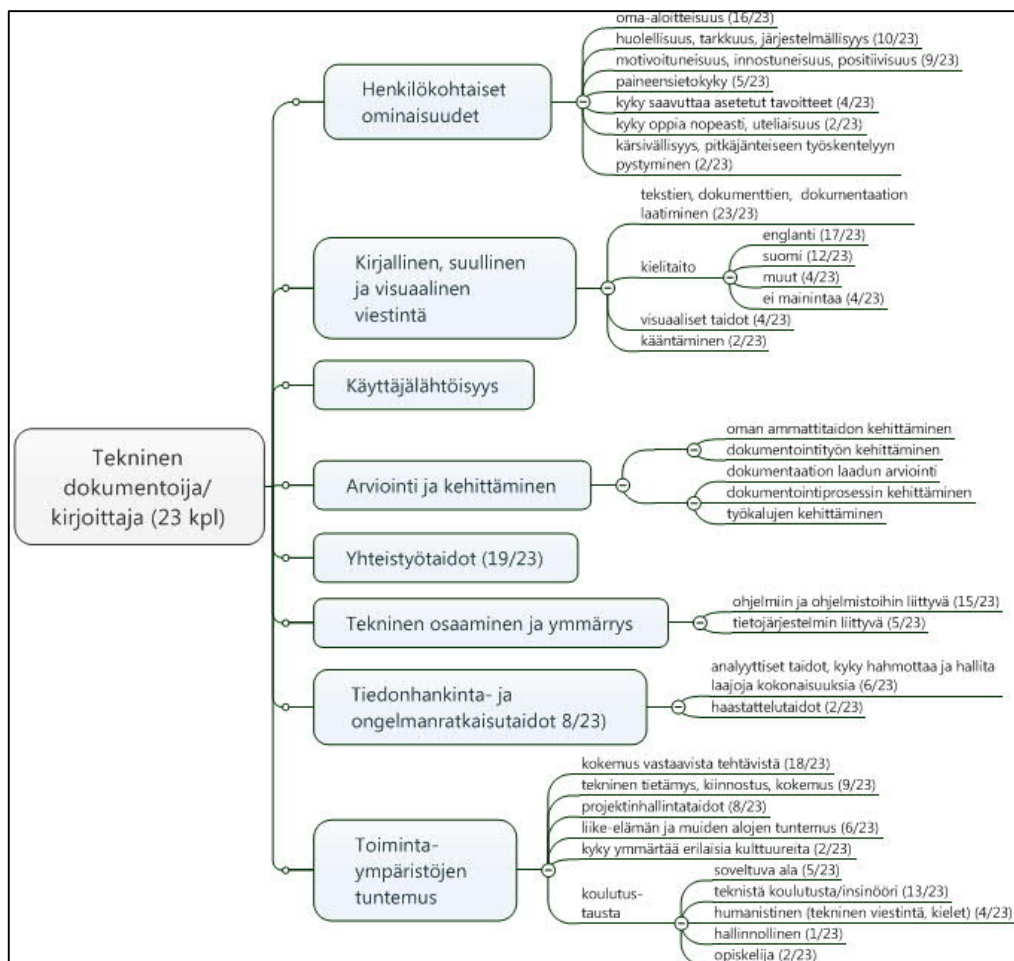 Tekninen
dokumentoija/
kirjoittaja (23 kpl)
Henkilökohtaiset
ominaisuudet
oma-aloitteisuus (16/23)
huolellisuus, tarkkuus, järjestelmällisyys (10/23)
motivoituneisuus, innostuneisuus, positiivisuus (9/23)
paineensietokyky (5/23)
kyky saavuttaa asetetut tavoitteet (4/23)
kyky oppia nopeasti, uteliaisuus (2/23)
kärsivällisyys, pitkäjänteiseen työskentelyyn
pystyminen (2/23)
Kirjallinen, suullinen
ja visuaalinen
viestintä
tekstien, dokumenttien, dokumentaation
laatiminen (23/23)
kielitaito
englanti (17/23)
suomi (12/23)
muut (4/23)
ei mainintaa (4/23)
visuaaliset taidot (4/23)
kääntäminen (2/23)
Käyttäjälähtöisyys
Arviointi ja kehittäminen
oman ammattitaidon kehittäminen
dokumentointityön kehittäminen
dokumentaation laadun arviointi
dokumentointiprosessin kehittäminen
työkalujen kehittäminen
Yhteistyötaidot (19/23)
Tekninen osaaminen ja ymmärrys
ohjelmiin ja ohjelmistoihin liittyvä (15/23)
tietojärjestelmin liittyvä (5/23)
Tiedonhankinta- ja
ongelmanratkaisutaidot 8/23)
analyyttiset taidot, kyky hahmottaa ja hallita
laajoja kokonaisuuksia (6/23)
haastattelutaidot (2/23)
Toiminta-
ympäristöjen
tuntemus
kokemus vastaavista tehtävistä (18/23)
tekninen tietämys, kiinnostus, kokemus (9/23)
projektinhallintataidot (8/23)
liike-elämän ja muiden alojen tuntemus (6/23)
kyky ymmärtää erilaisia kulttuureita (2/23)
koulutus-
tausta
soveltuva ala (5/23)
teknistä koulutusta/insinööri (13/23)
humanistinen (tekninen viestintä, kielet) (4/23)
hallinnollinen (1/23)
opiskelija (2/23)